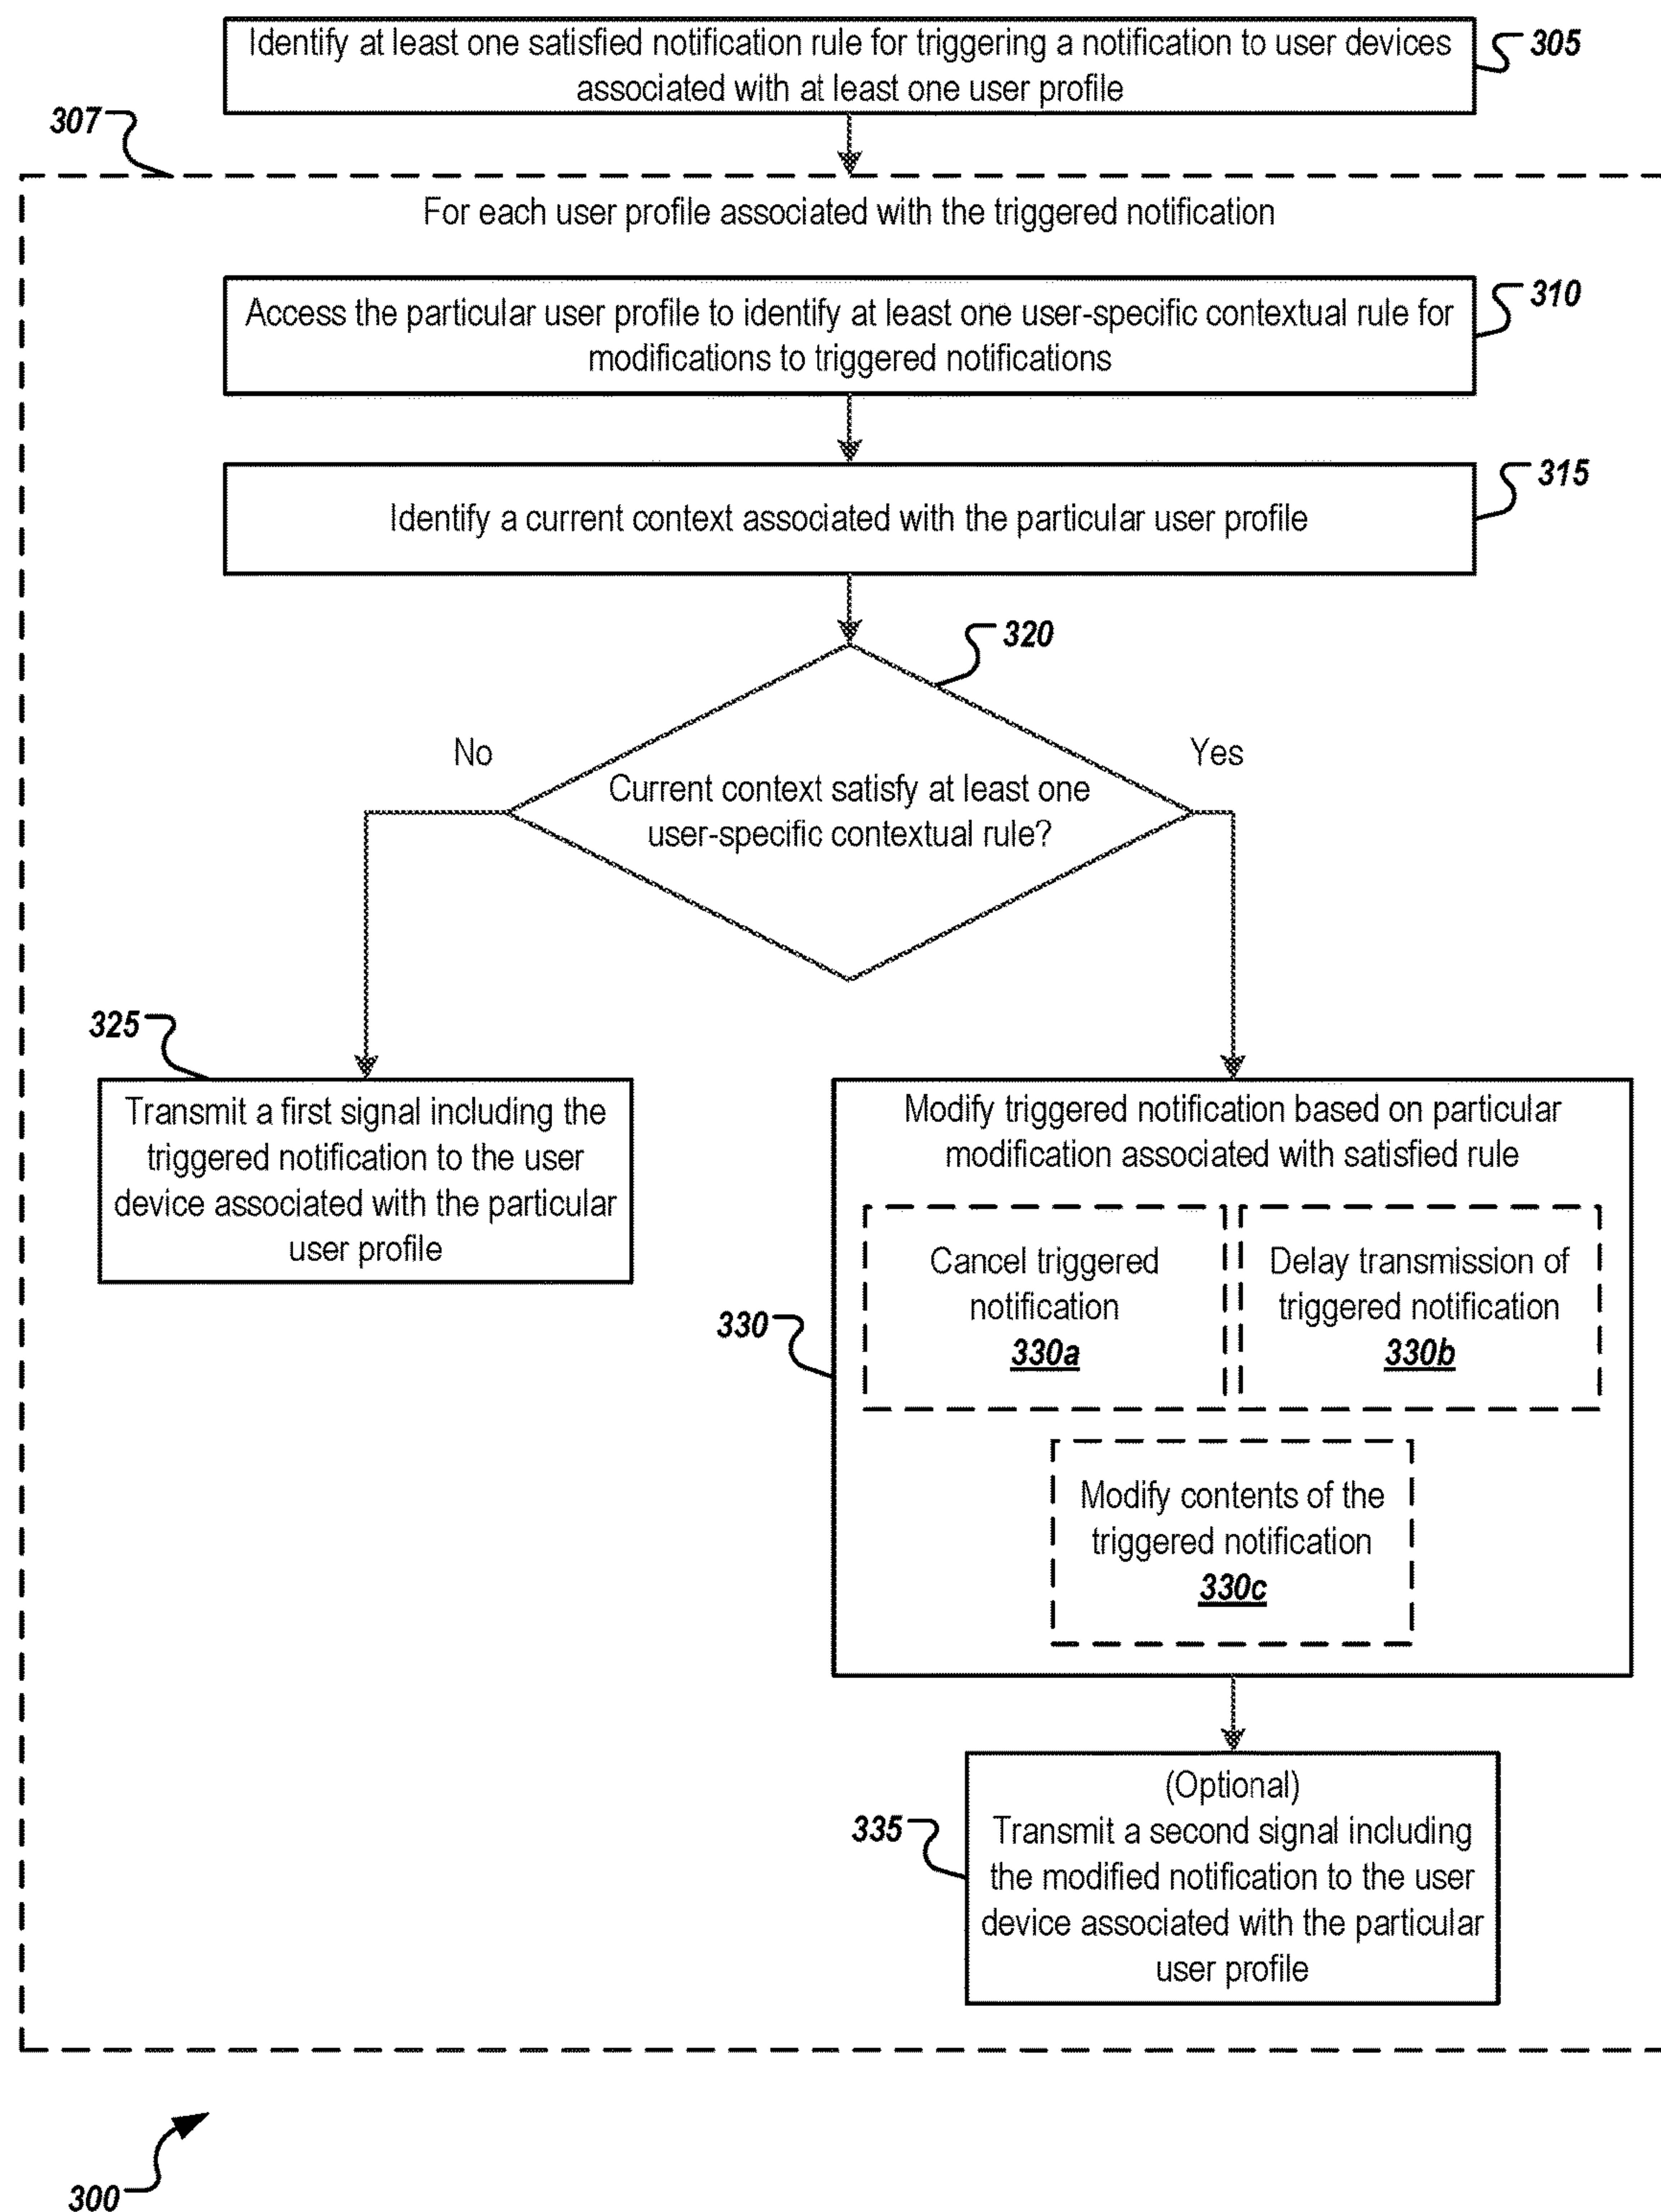 Identify at least one satisfied notification rule for triggering a notification to user devices
associated with at least one user profile
305
307
For each user profile associated with the triggered notification
Access the particular user profile to identify at least one user-specific contextual rule for
modifications to triggered notifications
310
Identify a current context associated with the particular user profile
315
320
No
Yes
Current context satisfy at least one
user-specific contextual rule?
325
Transmit a first signal including the
triggered notification to the user
device associated with the particular
user profile
Modify triggered notification based on particular
modification associated with satisfied rule
330
Cancel triggered
notification
330a
Delay transmission of
triggered notification
330b
Modify contents of the
triggered notification
330c
335
(Optional)
Transmit a second signal including
the modified notification to the user
device associated with the particular
user profile
300